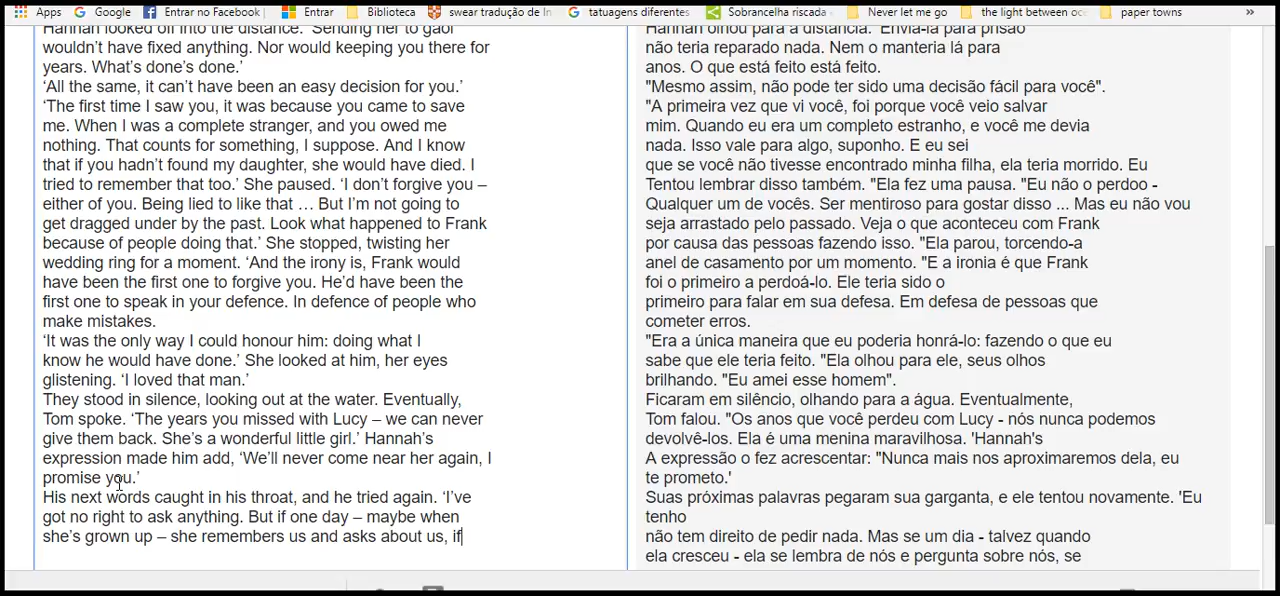 Apps Google Entrar no Facebook Entrar Biblioteca swear tradução de In tatuagens diferentes Sobrancelha riscada Never let me go the light between oc paper towns »
Hannah looked off into the distance. ‘Sending her to gaol
wouldn’t have fixed anything. Nor would keeping you there for
years. What’s done’s done.’
‘All the same, it can’t have been an easy decision for you.’
‘The first time I saw you, it was because you came to save
me. When I was a complete stranger, and you owed me
nothing. That counts for something, I suppose. And I know
that if you hadn’t found my daughter, she would have died. I
tried to remember that too.’ She paused. ‘I don’t forgive you –
either of you. Being lied to like that … But I’m not going to
get dragged under by the past. Look what happened to Frank
because of people doing that.’ She stopped, twisting her
wedding ring for a moment. ‘And the irony is, Frank would
have been the first one to forgive you. He’d have been the
first one to speak in your defence. In defence of people who
make mistakes.
‘It was the only way I could honour him: doing what I
know he would have done.’ She looked at him, her eyes
glistening. ‘I loved that man.’
They stood in silence, looking out at the water. Eventually,
Tom spoke. ‘The years you missed with Lucy – we can never
give them back. She’s a wonderful little girl.’ Hannah’s
expression made him add, ‘We’ll never come near her again, I
promise you.’
His next words caught in his throat, and he tried again. ‘I’ve
got no right to ask anything. But if one day – maybe when
she’s grown up – she remembers us and asks about us, if
Hannah olhou para a distância. 'Enviá-la para prisão
não teria reparado nada. Nem o manteria lá para
anos. O que está feito está feito.
"Mesmo assim, não pode ter sido uma decisão fácil para você".
"A primeira vez que vi você, foi porque você veio salvar
mim. Quando eu era um completo estranho, e você me devia
nada. Isso vale para algo, suponho. E eu sei
que se você não tivesse encontrado minha filha, ela teria morrido. Eu
Tentou lembrar disso também. "Ela fez uma pausa. "Eu não o perdoo -
Qualquer um de vocês. Ser mentiroso para gostar disso ... Mas eu não vou
seja arrastado pelo passado. Veja o que aconteceu com Frank
por causa das pessoas fazendo isso. "Ela parou, torcendo-a
anel de casamento por um momento. "E a ironia é que Frank
foi o primeiro a perdoá-lo. Ele teria sido o
primeiro para falar em sua defesa. Em defesa de pessoas que
cometer erros.
"Era a única maneira que eu poderia honrá-lo: fazendo o que eu
sabe que ele teria feito. "Ela olhou para ele, seus olhos
brilhando. "Eu amei esse homem".
Ficaram em silêncio, olhando para a água. Eventualmente,
Tom falou. "Os anos que você perdeu com Lucy - nós nunca podemos
devolvê-los. Ela é uma menina maravilhosa. 'Hannah's
A expressão o fez acrescentar: "Nunca mais nos aproximaremos dela, eu
te prometo.'
Suas próximas palavras pegaram sua garganta, e ele tentou novamente. 'Eu
tenho
não tem direito de pedir nada. Mas se um dia - talvez quando
ela cresceu - ela se lembra de nós e pergunta sobre nós, se